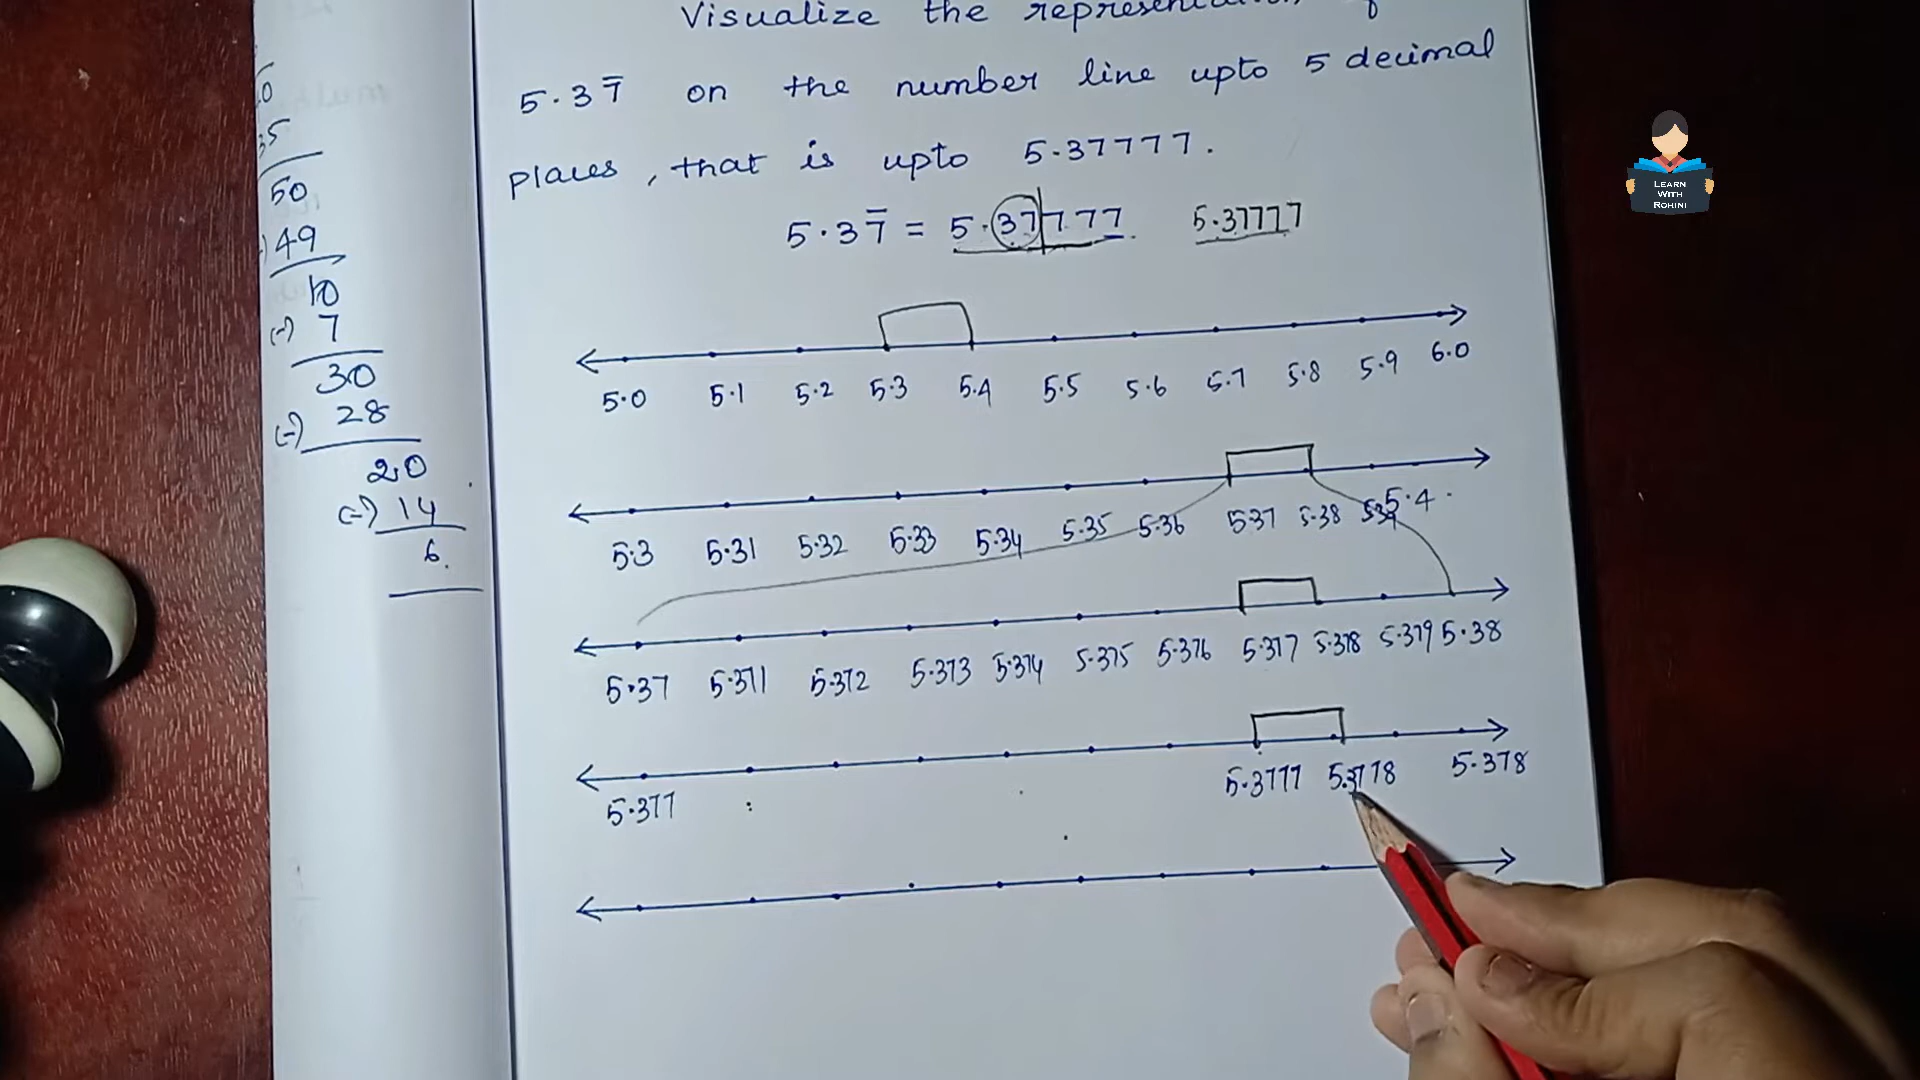 Visualize the representation of
5.37̅ on the number line upto 5 decimal
places, that is upto 5.37777.
5.37̅ = 5.37777 5.37777
5.0 5.1 5.2 5.3 5.4 5.5 5.6 5.7 5.8 5.9 6.0
5.3 5.31 5.32 5.33 5.34 5.35 5.36 5.37 5.38 5.4
5.37 5.371 5.372 5.373 5.374 5.375 5.376 5.377 5.378 5.379 5.38
5.377 5.3777 5.3778 5.378
50
49
10
(-) 7
30
(-) 28
20
(-) 14
6
LEARN
WITH
ROHINI